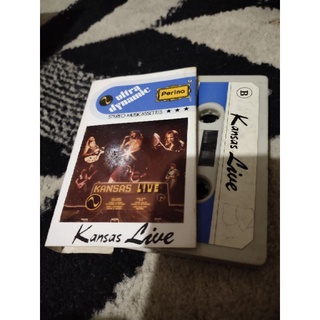 ultra
dynamic
Perina
STEREO MUSICASSETTES
KANSAS LIVE
Kansas Live
B
Kansas Live